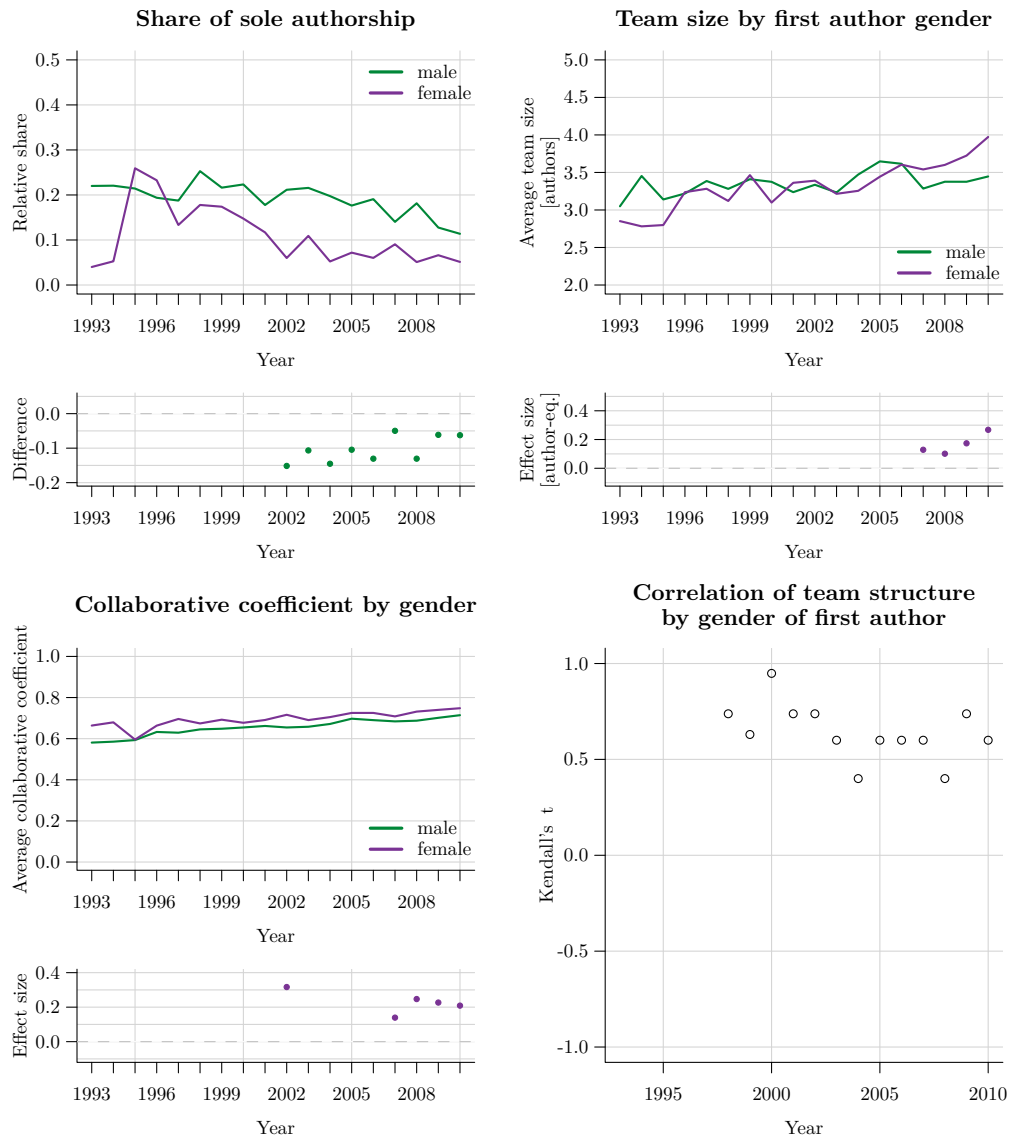 Share of sole authorship
Relative share
0.5
0.4
0.3
0.2
0.1
0.0
male
female
1993 1996 1999 2002 2005 2008
Year
Difference
0.0
-0.1
-0.2
1993 1996 1999 2002 2005 2008
Year
Team size by first author gender
Average team size
[authors]
5.0
4.5
4.0
3.5
3.0
2.5
2.0
male
female
1993 1996 1999 2002 2005 2008
Year
Effect size
[author-eq.]
0.4
0.2
0.0
1993 1996 1999 2002 2005 2008
Year
Collaborative coefficient by gender
Average collaborative coefficient
1.0
0.8
0.6
0.4
0.2
0.0
male
female
1993 1996 1999 2002 2005 2008
Year
Effect size
0.4
0.2
0.0
1993 1996 1999 2002 2005 2008
Year
Correlation of team structure
by gender of first author
Kendall's t
1.0
0.5
0.0
-0.5
-1.0
1995 2000 2005 2010
Year